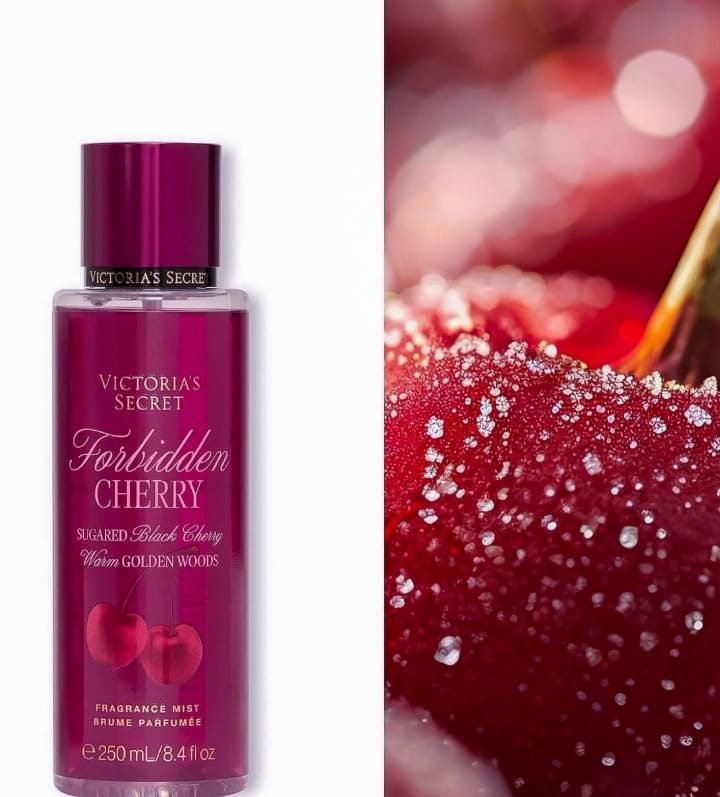 VICTORIA'S SECRET
VICTORIA'S
SECRET
Forbidden
CHERRY
SUGARED Black Cherry
Warm GOLDEN WOODS
FRAGRANCE MIST
BRUME PARFUMÉE
℮ 250 mL/8.4 fl oz